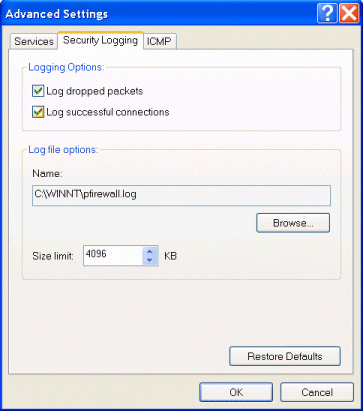 Advanced Settings
Services Security Logging ICMP
Logging Options:
Log dropped packets
Log successful connections
Log file options:
Name:
C:\WINNT\pfirewall.log
Browse...
Size limit: 4096 KB
Restore Defaults
OK Cancel